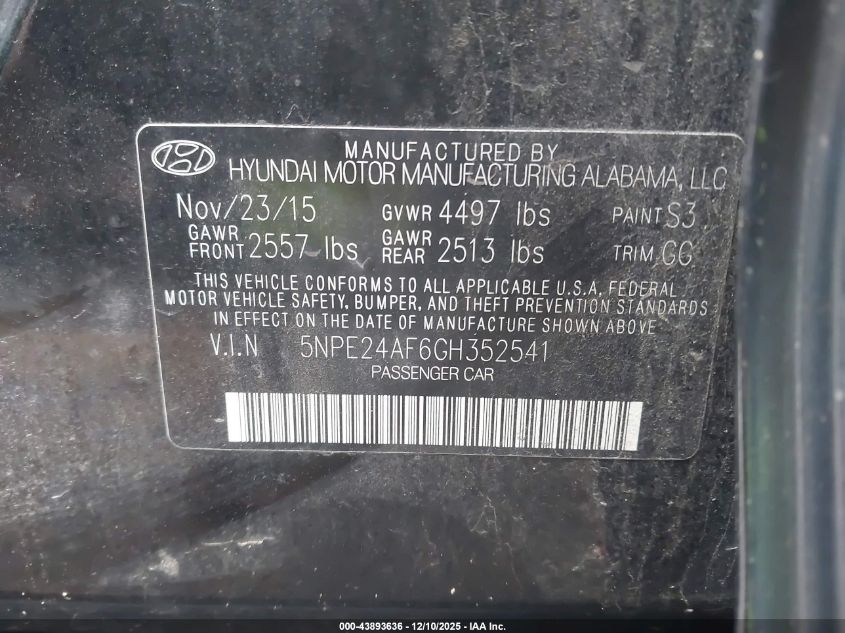 MANUFACTURED BY
HYUNDAI MOTOR MANUFACTURING ALABAMA, LLC
Nov/23/15 GVWR 4497 lbs PAINT S3
GAWR FRONT 2557 lbs GAWR REAR 2513 lbs TRIM GG
THIS VEHICLE CONFORMS TO ALL APPLICABLE U.S.A. FEDERAL
MOTOR VEHICLE SAFETY, BUMPER, AND THEFT PREVENTION STANDARDS
IN EFFECT ON THE DATE OF MANUFACTURE SHOWN ABOVE
V.I.N 5NPE24AF6GH352541
PASSENGER CAR
000-43893636 - 12/10/2025 - IAA Inc.